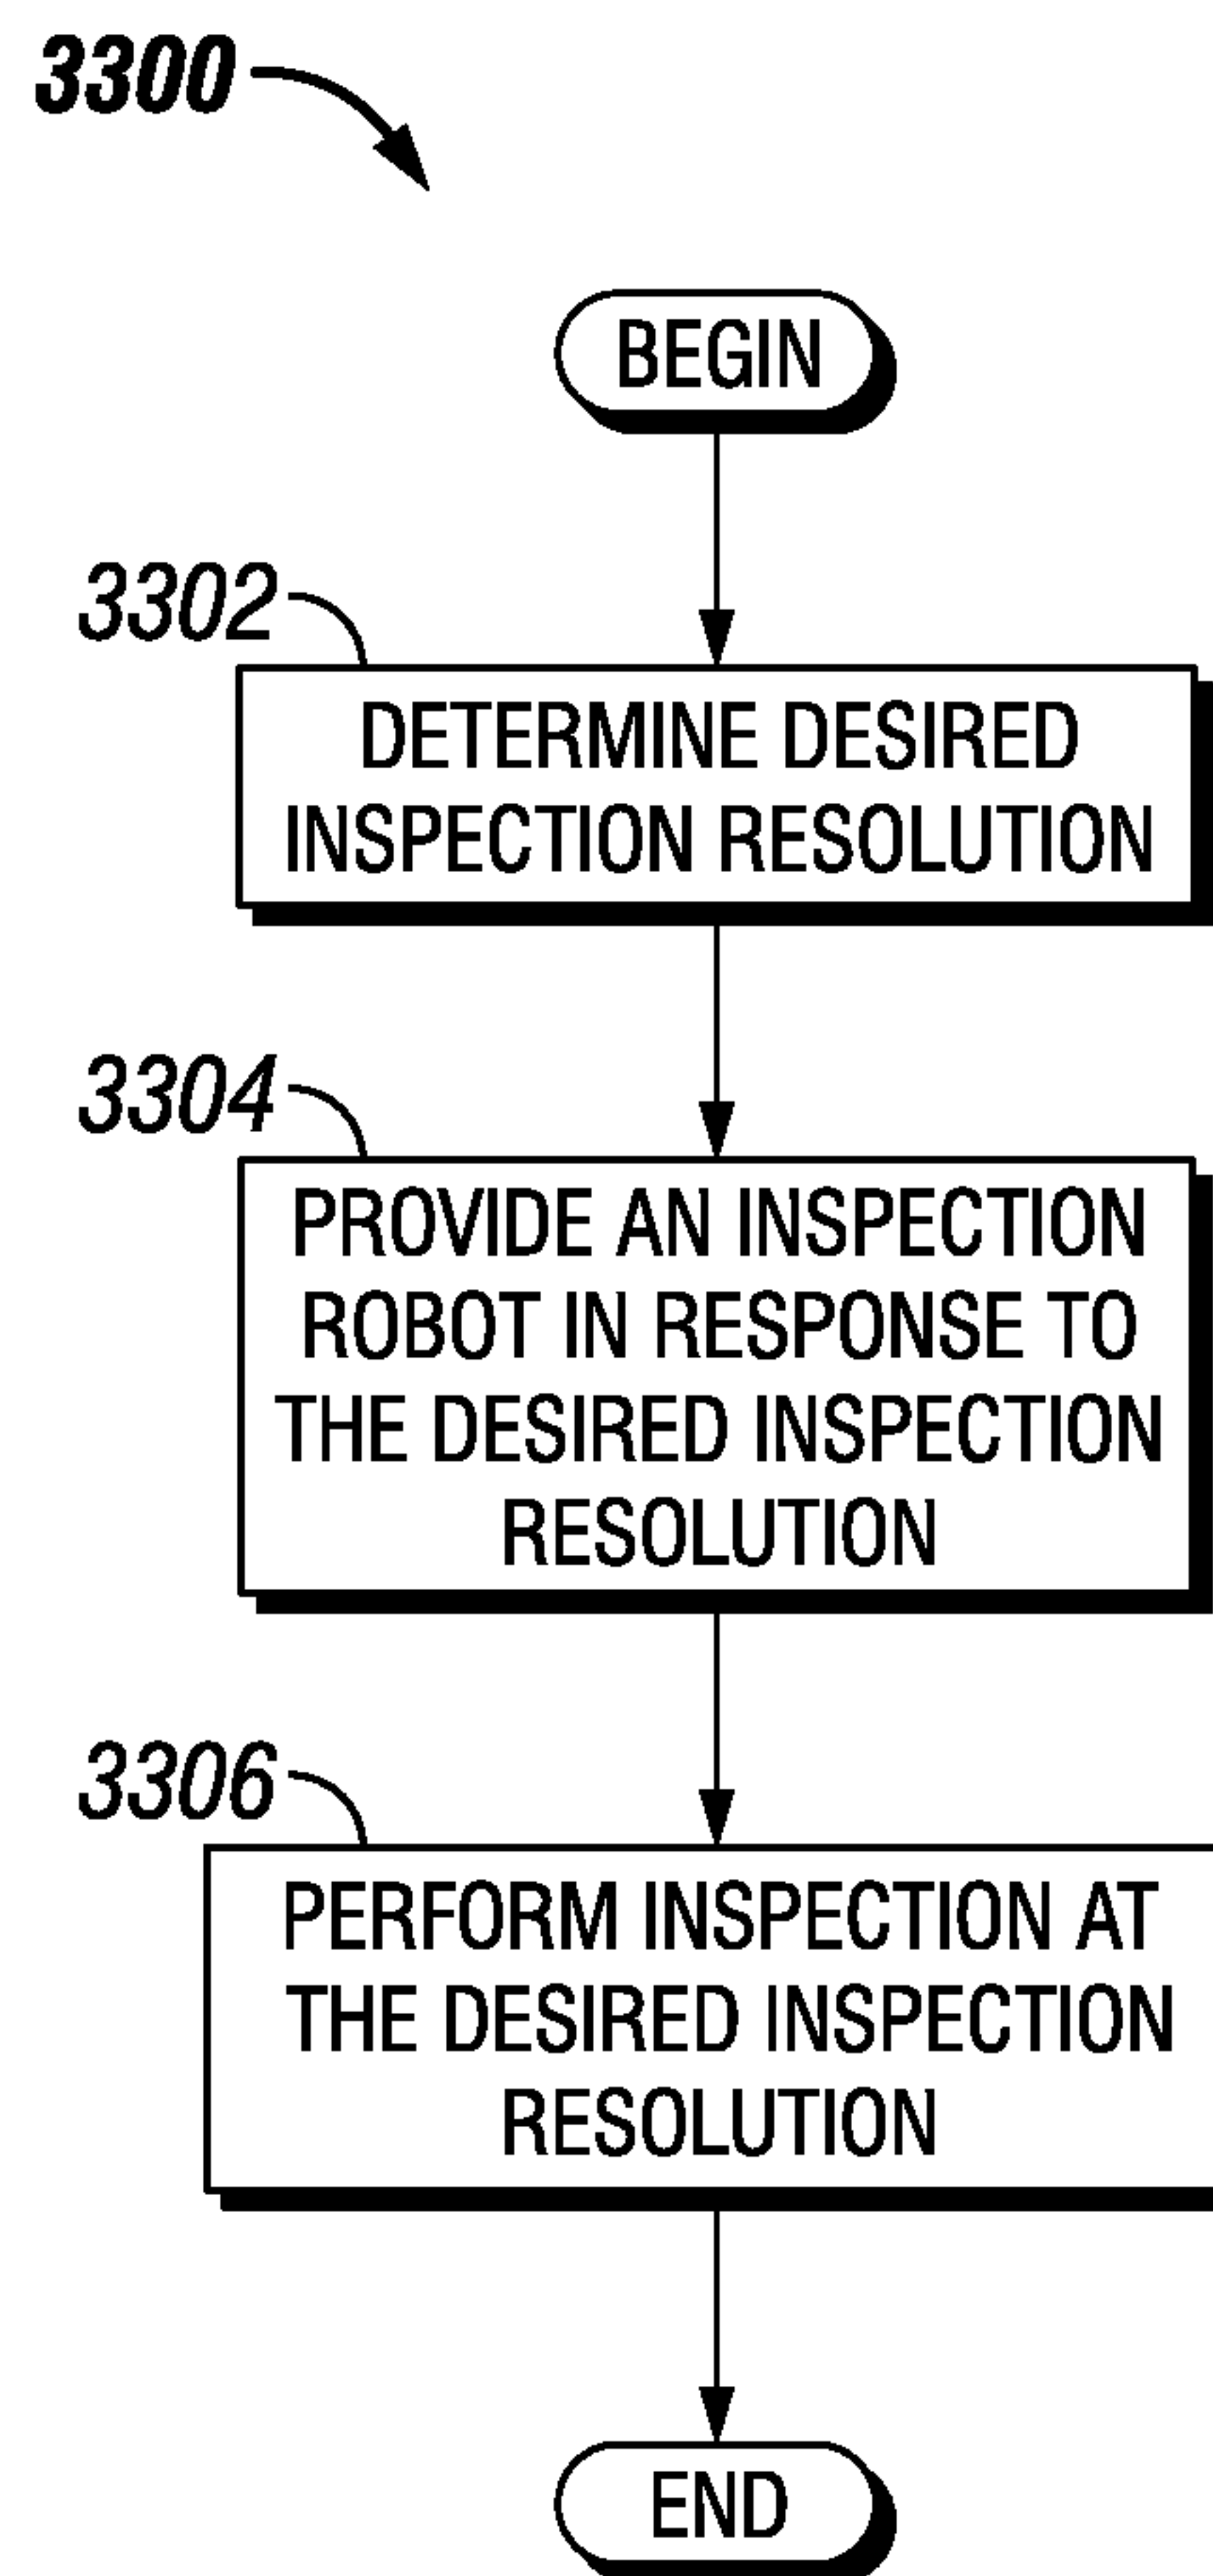 3300
BEGIN
3302
DETERMINE DESIRED
INSPECTION RESOLUTION
3304
PROVIDE AN INSPECTION
ROBOT IN RESPONSE TO
THE DESIRED INSPECTION
RESOLUTION
3306
PERFORM INSPECTION AT
THE DESIRED INSPECTION
RESOLUTION
END